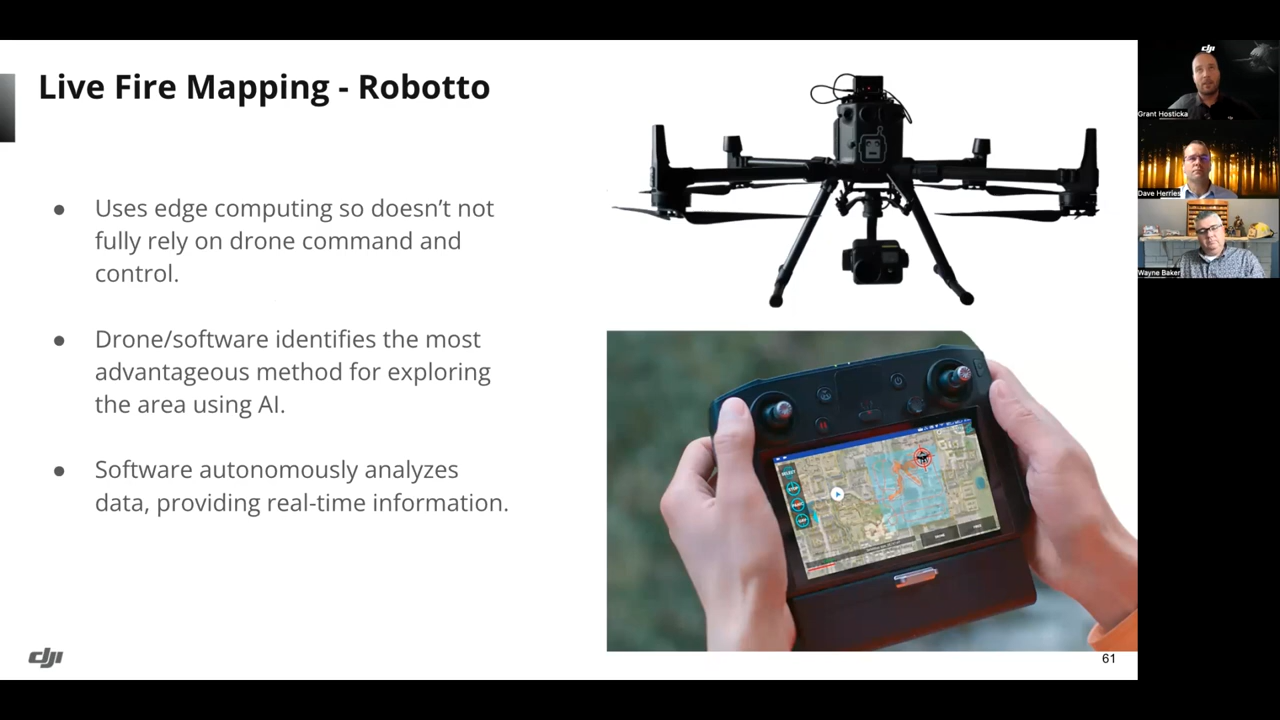 Live Fire Mapping - Robotto
● Uses edge computing so doesn’t not
fully rely on drone command and
control.
● Drone/software identifies the most
advantageous method for exploring
the area using AI.
● Software autonomously analyzes
data, providing real-time information.
dji
61
dji
Grant Hosticka
Dave Herries
Wayne Baker